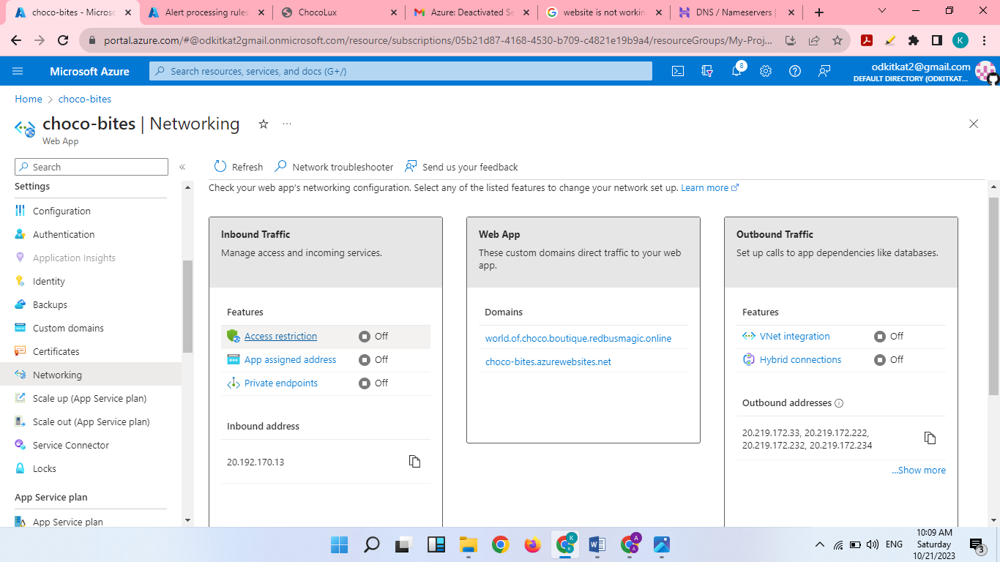 choco-bites - Microso
Alert processing rules
ChocoLux
Azure: Deactivated Se
website is not workin
DNS / Nameservers |
portal.azure.com/#@odkitkat2gmail.onmicrosoft.com/resource/subscriptions/05b21d87-4168-4530-b709-c4821e19b9a4/resourceGroups/My-Proj...
K
Microsoft Azure
Search resources, services, and docs (G+/)
8
odkitkat2@gmail.com
DEFAULT DIRECTORY (ODKITKAT...
Home > choco-bites
choco-bites | Networking
Web App
Search
«
Refresh
Network troubleshooter
Send us your feedback
Settings
Configuration
Authentication
Application Insights
Identity
Backups
Custom domains
Certificates
Networking
Scale up (App Service plan)
Scale out (App Service plan)
Service Connector
Locks
App Service plan
App Service plan
Check your web app's networking configuration. Select any of the listed features to change your network set up. Learn more
Inbound Traffic
Manage access and incoming services.
Features
Access restriction Off
App assigned address Off
Private endpoints Off
Inbound address
20.192.170.13
Web App
These custom domains direct traffic to your web
app.
Domains
world.of.choco.boutique.redbusmagic.online
choco-bites.azurewebsites.net
Outbound Traffic
Set up calls to app dependencies like databases.
Features
VNet integration Off
Hybrid connections Off
Outbound addresses
20.219.172.33, 20.219.172.222,
20.219.172.232, 20.219.172.234
...Show more
K
A
ENG
10:09 AM
Saturday
10/21/2023
3